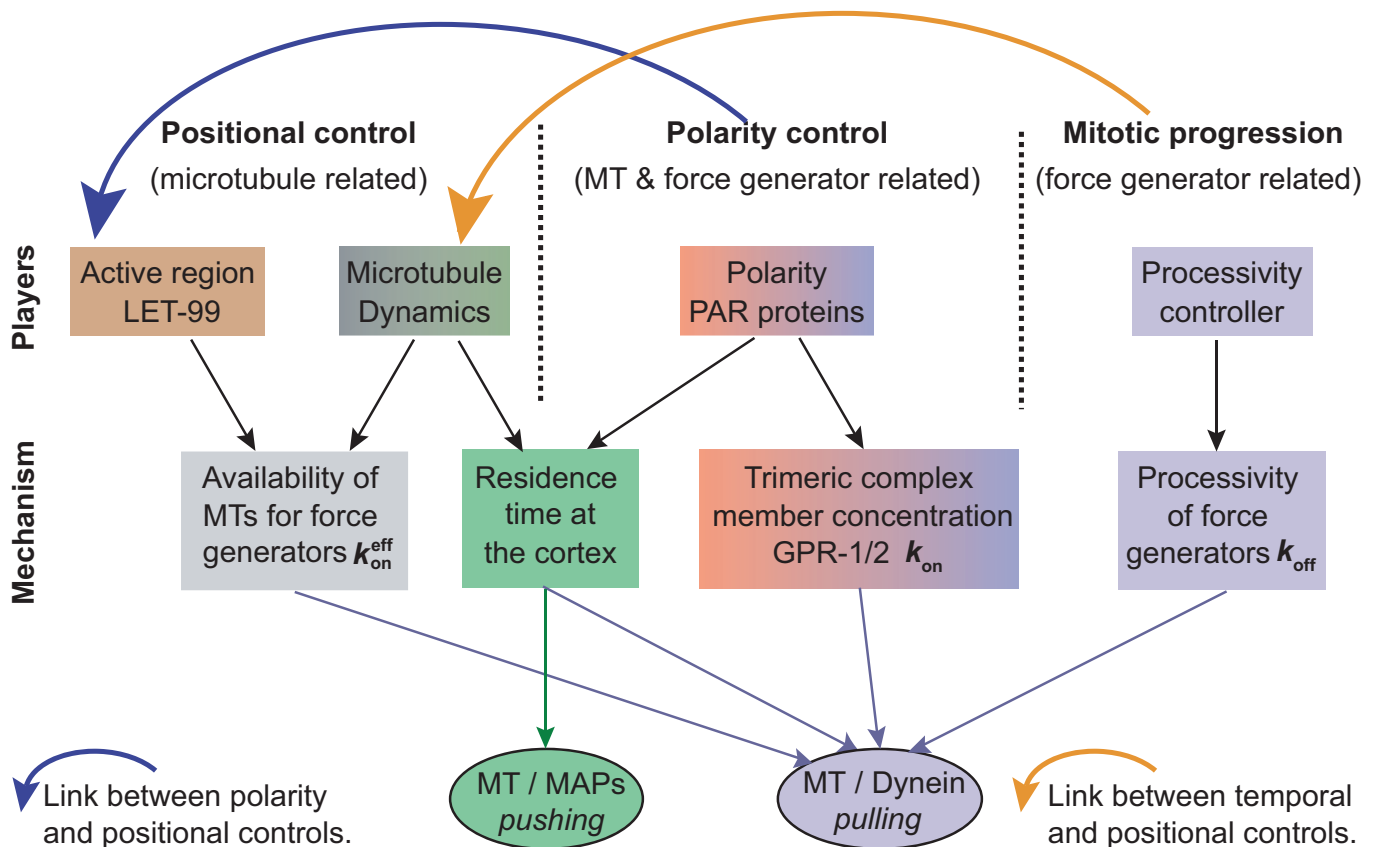 Positional control
(microtubule related)
Polarity control
(MT & force generator related)
Mitotic progression
(force generator related)
Players
Active region
LET-99
Microtubule
Dynamics
Polarity
PAR proteins
Processivity
controller
Mechanism
Availability of
MTs for force
generators k_on^eff
Residence
time at
the cortex
Trimeric complex
member concentration
GPR-1/2 k_on
Processivity
of force
generators k_off
MT / MAPs
pushing
MT / Dynein
pulling
Link between polarity
and positional controls.
Link between temporal
and positional controls.